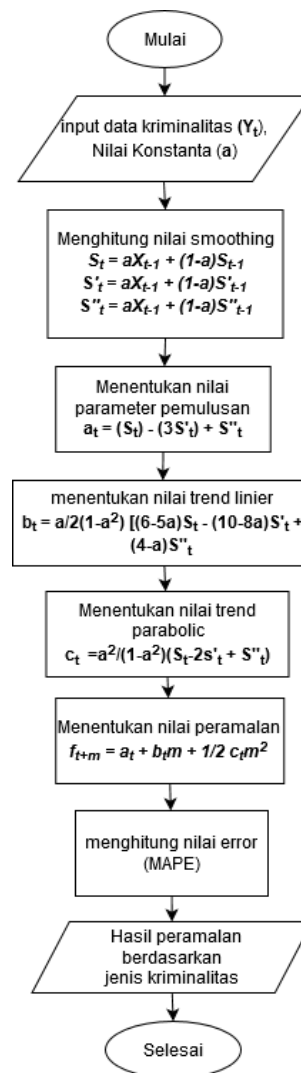 Mulai
input data kriminalitas (Yₜ),
Nilai Konstanta (a)
Menghitung nilai smoothing
Sₜ = aXₜ₋₁ + (1-a)Sₜ₋₁
S'ₜ = aXₜ₋₁ + (1-a)S'ₜ₋₁
S"ₜ = aXₜ₋₁ + (1-a)S"ₜ₋₁
Menentukan nilai
parameter pemulusan
aₜ = (Sₜ) - (3S'ₜ) + S"ₜ
menentukan nilai trend linier
bₜ = a/2(1-a²) [(6-5a)Sₜ - (10-8a)S'ₜ +
(4-a)S"ₜ
Menentukan nilai trend
parabolic
cₜ =a²/(1-a²)(Sₜ-2s'ₜ + S"ₜ)
Menentukan nilai peramalan
fₜ₊ₘ = aₜ + bₜm + 1/2 cₜm²
menghitung nilai error
(MAPE)
Hasil peramalan
berdasarkan
jenis kriminalitas
Selesai